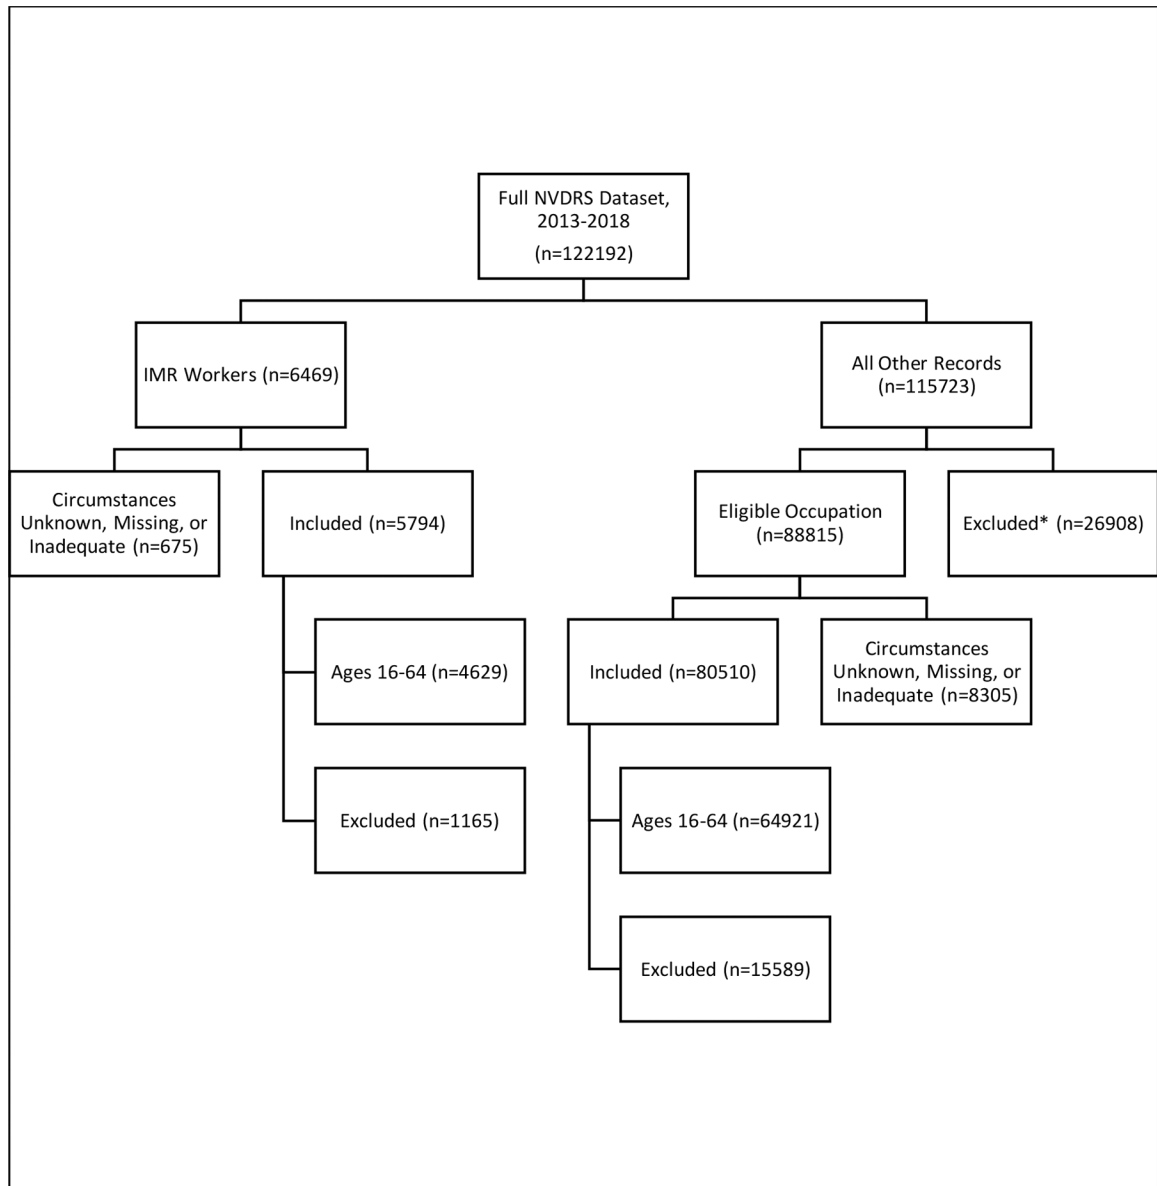 Full NVDRS Dataset,
2013-2018
(n=122192)
IMR Workers (n=6469)
All Other Records
(n=115723)
Circumstances
Unknown, Missing, or
Inadequate (n=675)
Included (n=5794)
Eligible Occupation
(n=88815)
Excluded* (n=26908)
Ages 16-64 (n=4629)
Included (n=80510)
Circumstances
Unknown, Missing, or
Inadequate (n=8305)
Excluded (n=1165)
Ages 16-64 (n=64921)
Excluded (n=15589)